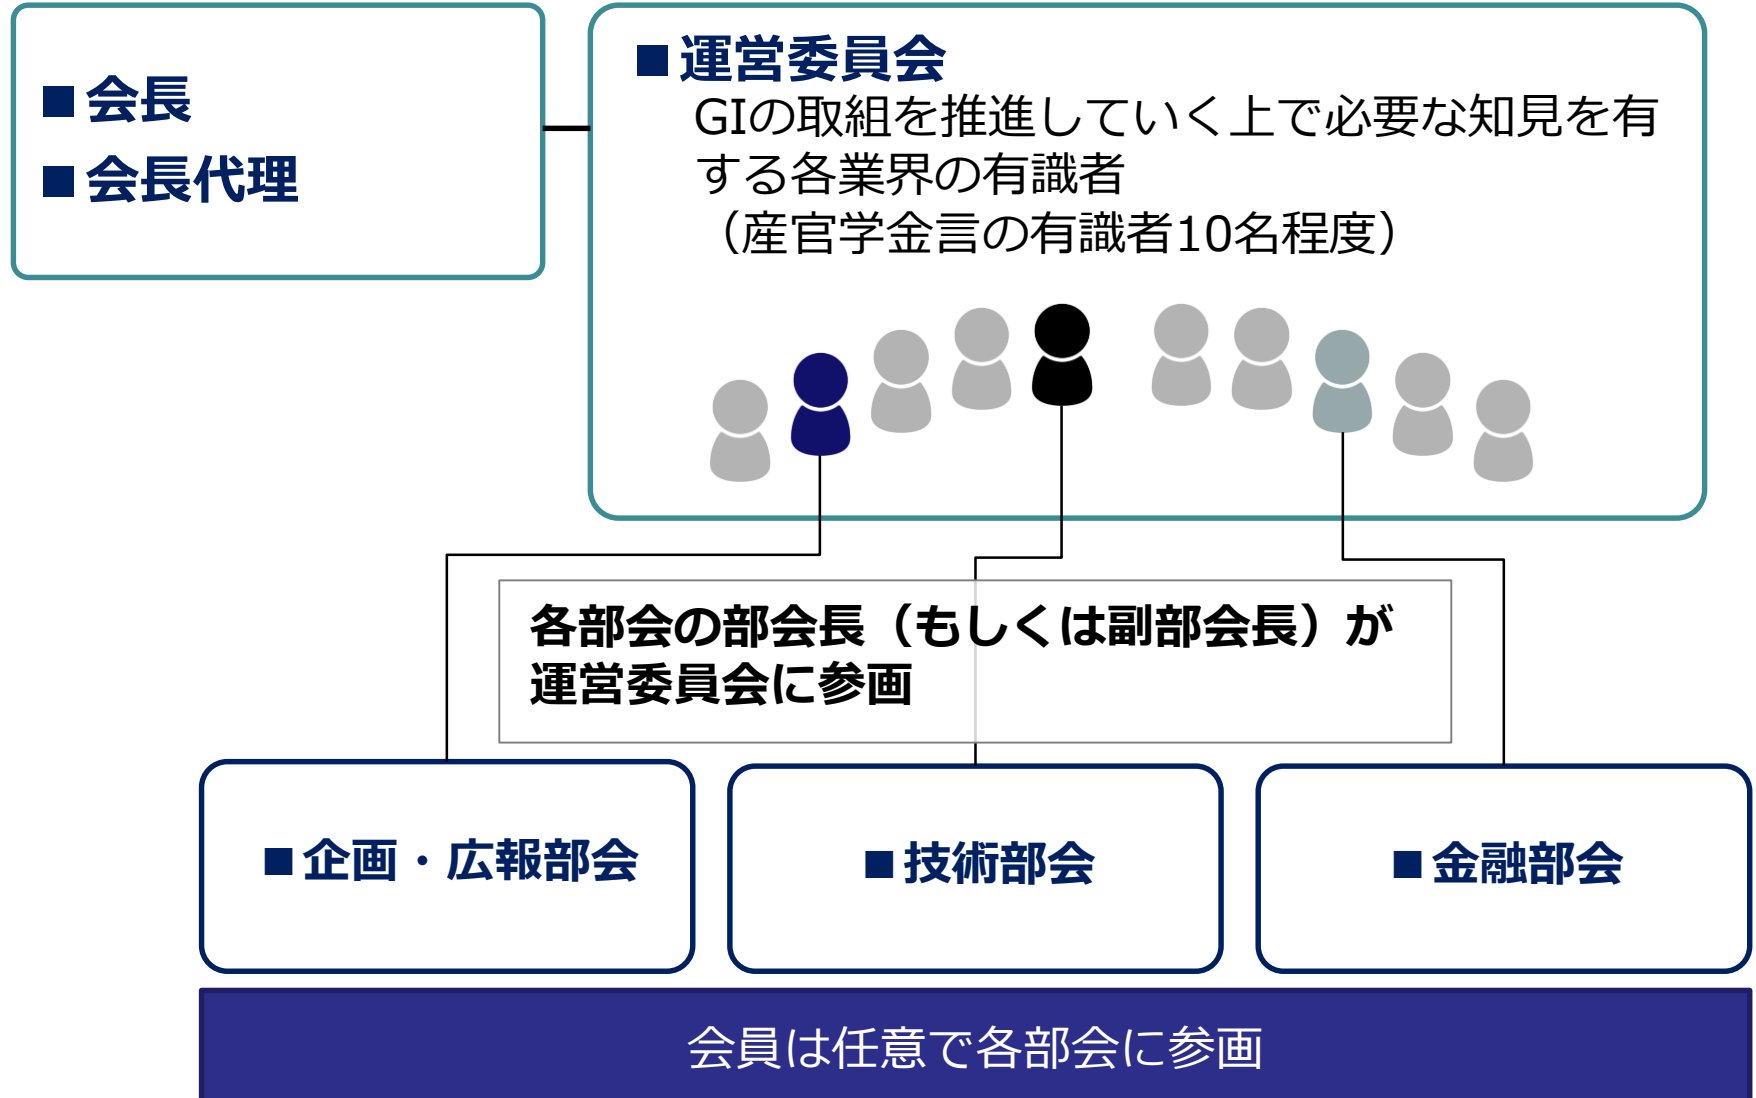 ■会長
■会長代理
■運営委員会
GIの取組を推進していく上で必要な知見を有
する各業界の有識者
（産官学金言の有識者10名程度）
各部会の部会長（もしくは副部会長）が
運営委員会に参画
■企画・広報部会
■技術部会
■金融部会
会員は任意で各部会に参画